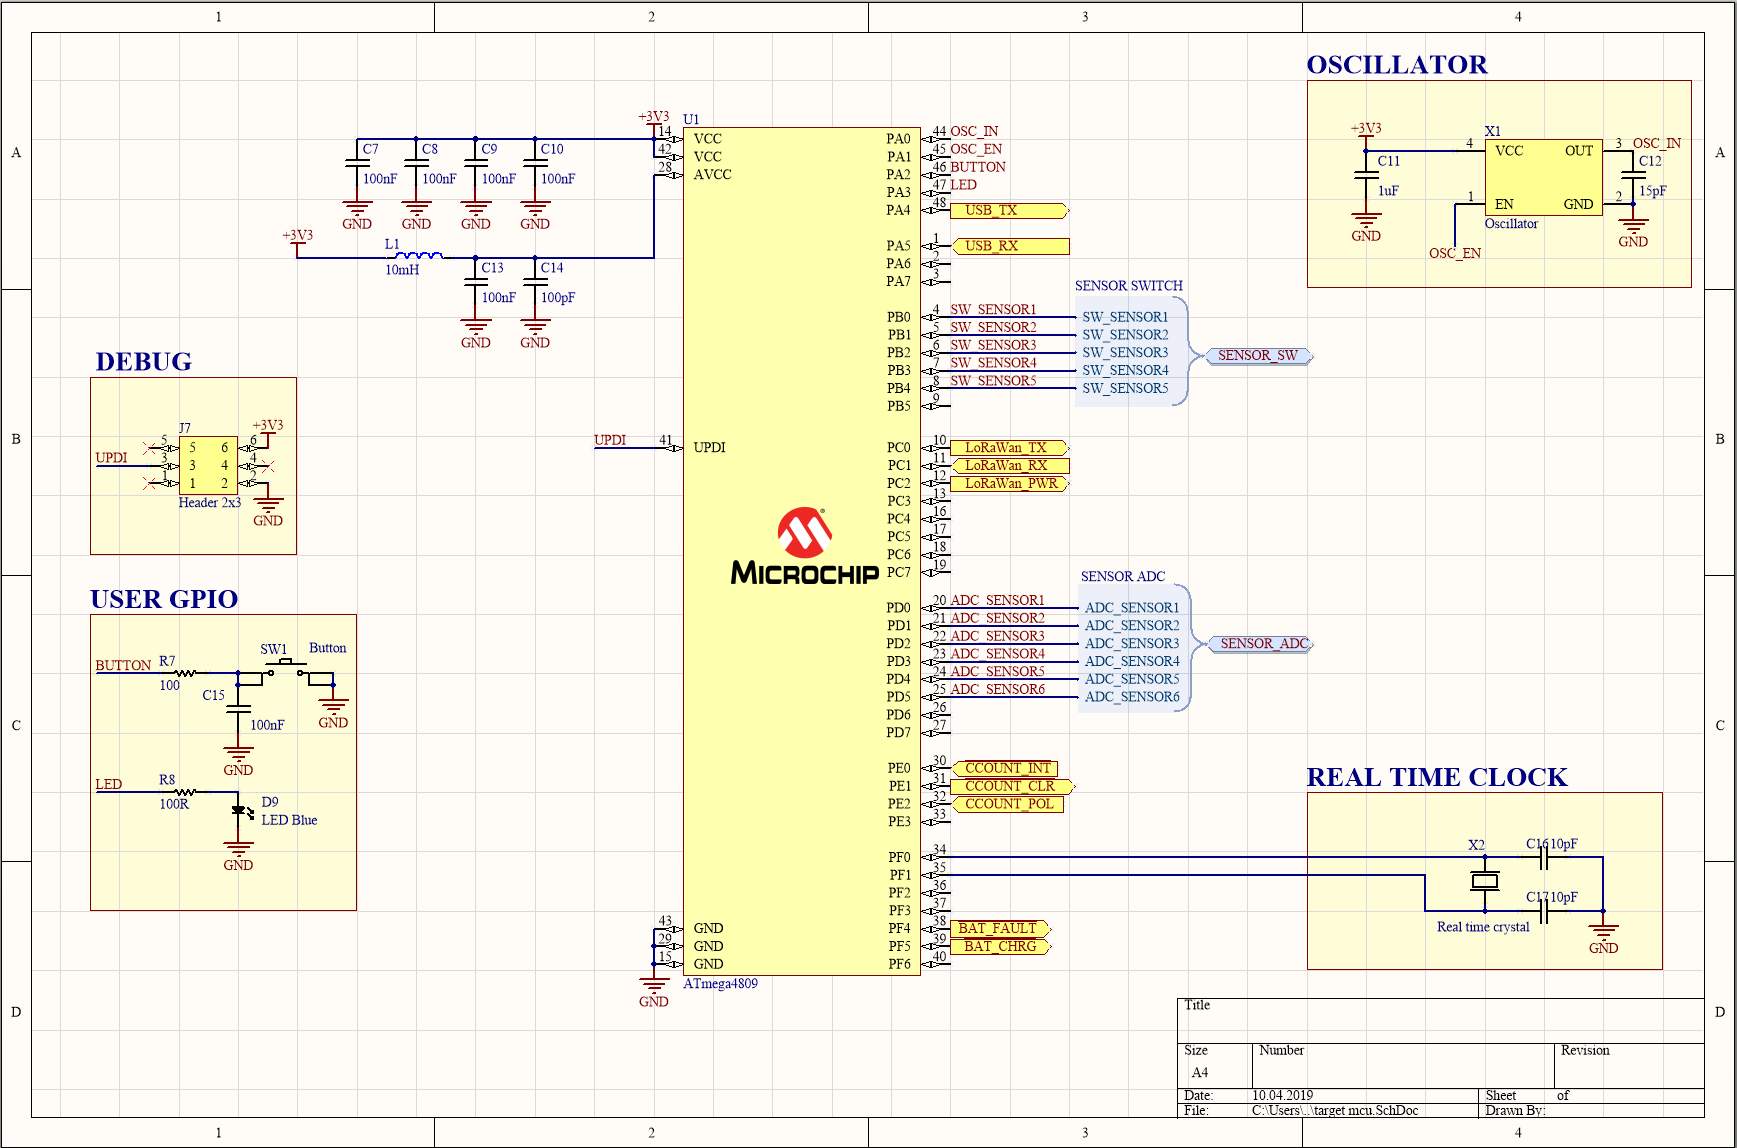 1 2 3 4
A
B
C
D
A
B
C
D
1 2 3 4
+3V3
C7 100nF
C8 100nF
C9 100nF
C10 100nF
GND GND GND GND
+3V3
L1
10mH
C13 100nF
C14 100pF
GND GND
DEBUG
J7
+3V3
UPDI
5 5 6 6
3 3 4 4
1 1 2 2
Header 2x3
GND
USER GPIO
BUTTON
R7
100
SW1
Button
C15
100nF
GND
GND
LED
R8
100R
D9
LED Blue
GND
U1
14 VCC
42 VCC
28 AVCC
UPDI 41 UPDI
43 GND
29 GND
15 GND
GND
MICROCHIP
ATmega4809
PA0 44 OSC_IN
PA1 45 OSC_EN
PA2 46 BUTTON
PA3 47 LED
PA4 48 USB_TX
PA5 1 USB_RX
PA6 2
PA7 3
SENSOR SWITCH
PB0 4 SW_SENSOR1 SW_SENSOR1
PB1 5 SW_SENSOR2 SW_SENSOR2
PB2 6 SW_SENSOR3 SW_SENSOR3
PB3 7 SW_SENSOR4 SW_SENSOR4
PB4 8 SW_SENSOR5 SW_SENSOR5
PB5 9
SENSOR_SW
PC0 10 LoRaWan_TX
PC1 11 LoRaWan_RX
PC2 12 LoRaWan_PWR
PC3 13
PC4 16
PC5 17
PC6 18
PC7 19
SENSOR ADC
PD0 20 ADC_SENSOR1 ADC_SENSOR1
PD1 21 ADC_SENSOR2 ADC_SENSOR2
PD2 22 ADC_SENSOR3 ADC_SENSOR3
PD3 23 ADC_SENSOR4 ADC_SENSOR4
PD4 24 ADC_SENSOR5 ADC_SENSOR5
PD5 25 ADC_SENSOR6 ADC_SENSOR6
PD6 26
PD7 27
SENSOR_ADC
PE0 30 CCOUNT_INT
PE1 31 CCOUNT_CLR
PE2 32 CCOUNT_POL
PE3 33
PF0 34
PF1 35
PF2 36
PF3 37
PF4 38 BAT_FAULT
PF5 39 BAT_CHRG
PF6 40
OSCILLATOR
+3V3
C11
1uF
GND
X1
4 VCC OUT 3 OSC_IN
1 EN GND 2
Oscillator
OSC_EN
C12
15pF
GND
REAL TIME CLOCK
X2
C16 10pF
C17 10pF
Real time crystal
GND
Title
Size Number Revision
A4
Date: 10.04.2019 Sheet of
File: C:\Users\..\target mcu.SchDoc Drawn By: